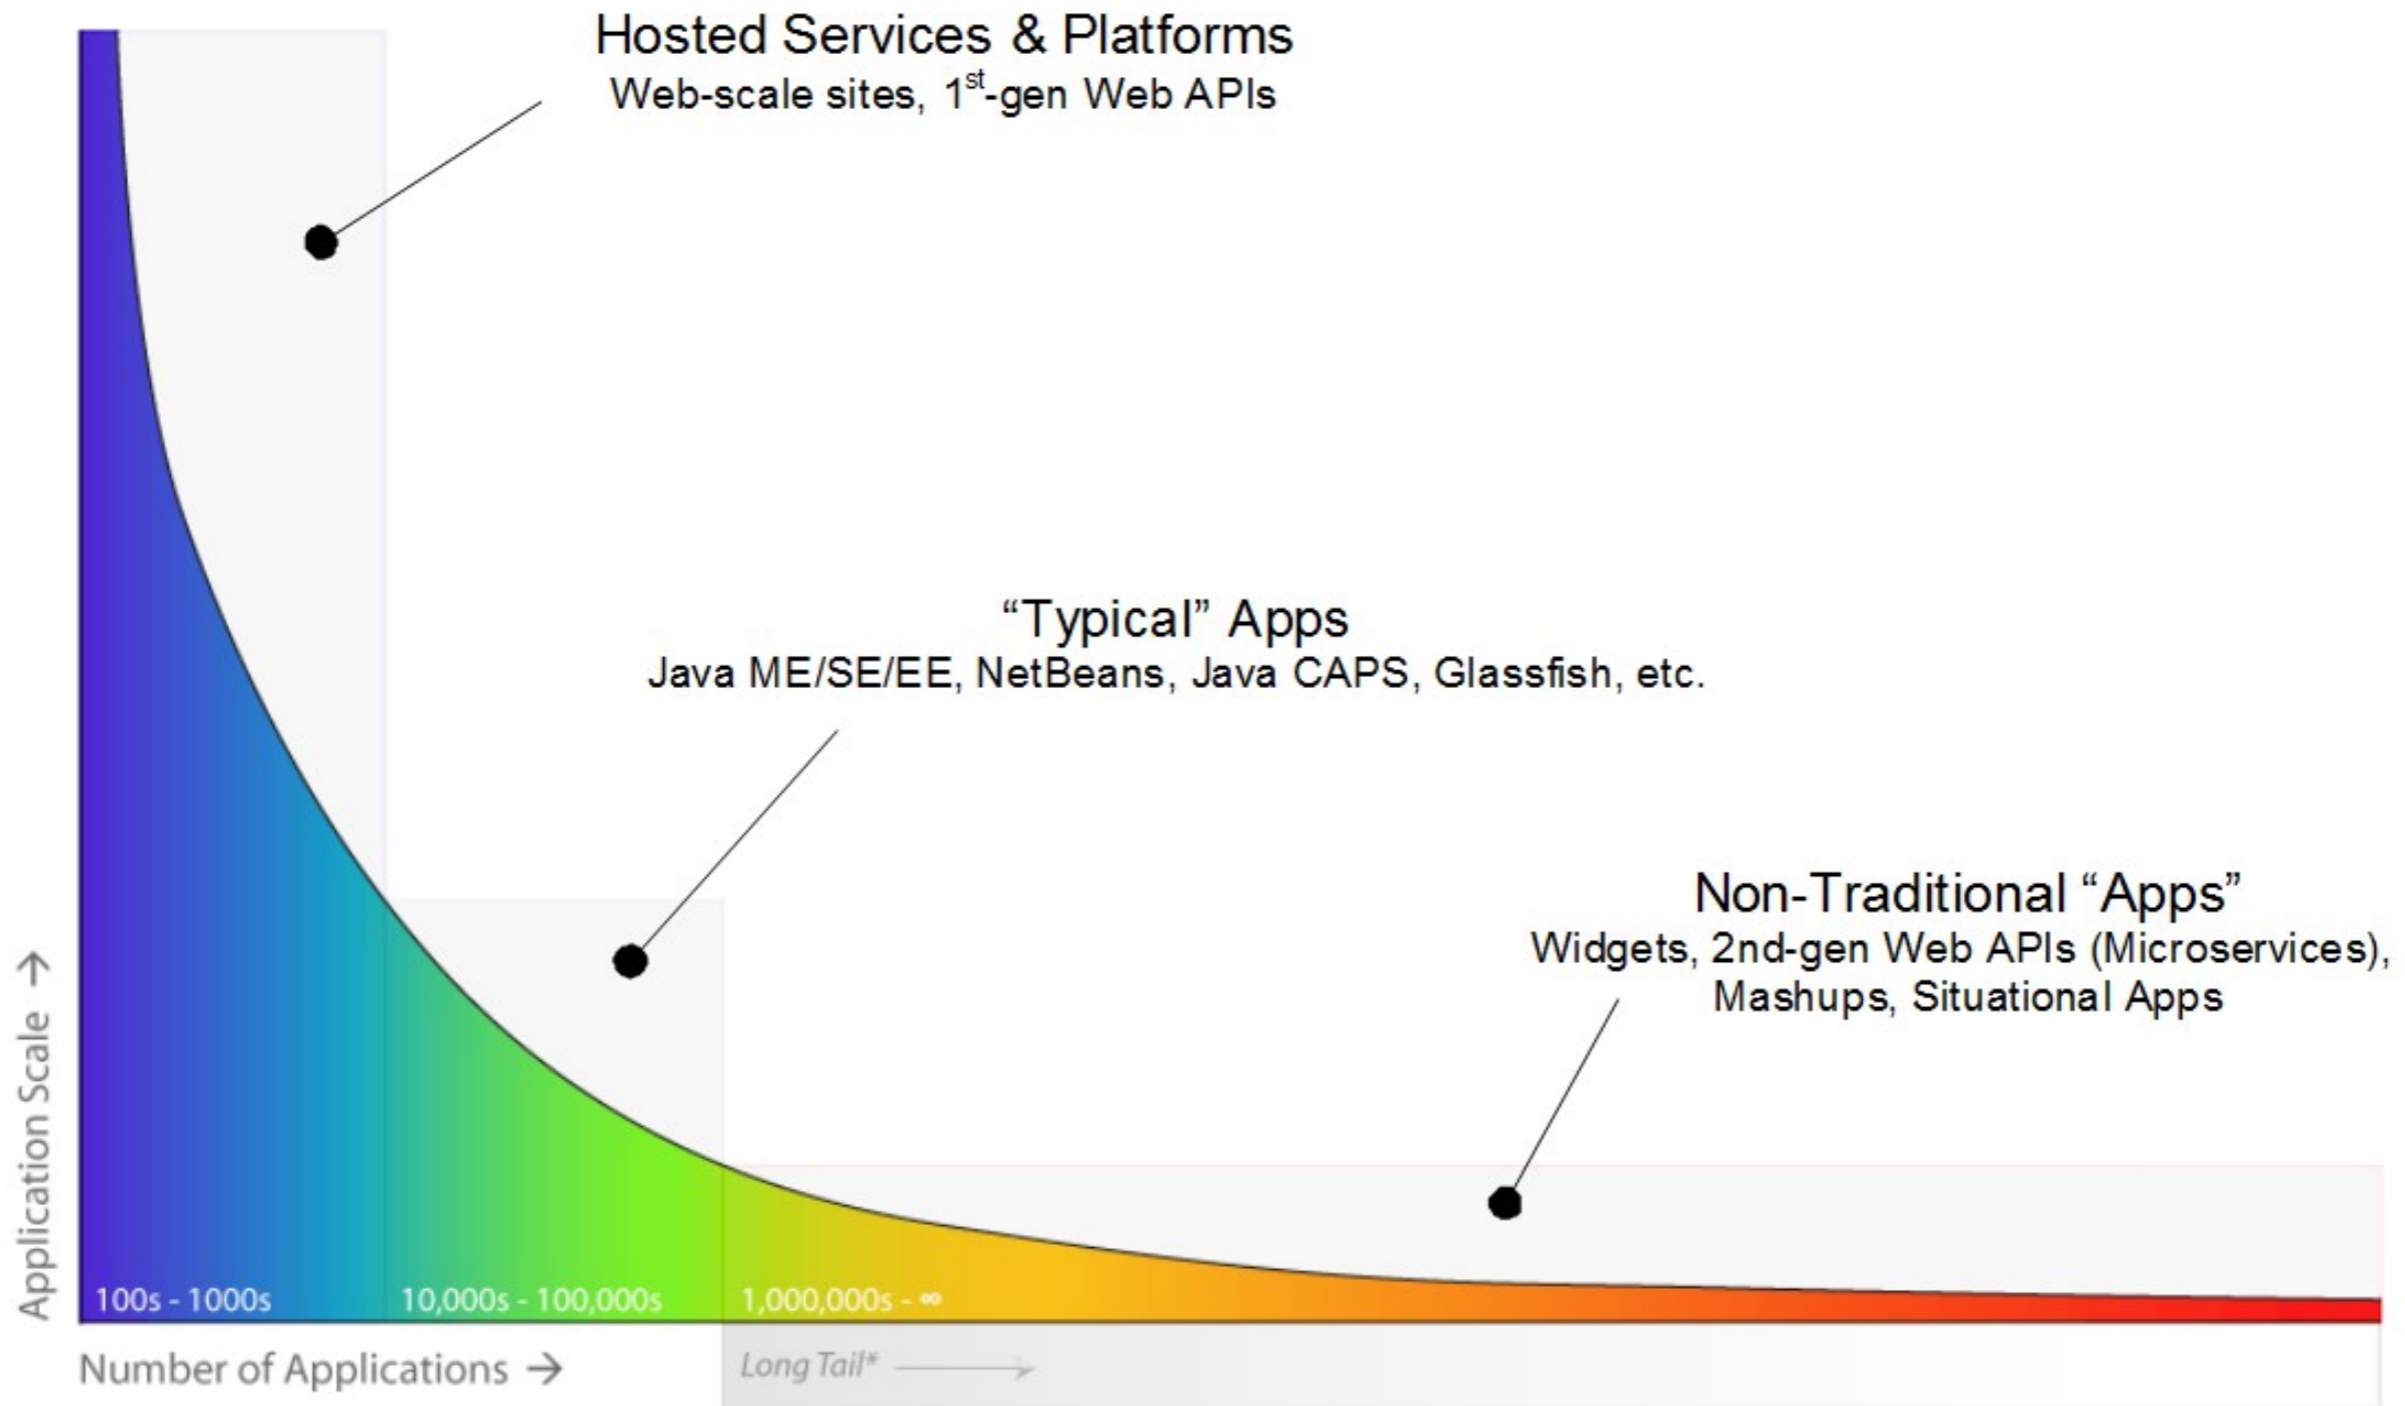 Hosted Services & Platforms
Web-scale sites, 1st-gen Web APIs
“Typical” Apps
Java ME/SE/EE, NetBeans, Java CAPS, Glassfish, etc.
Non-Traditional “Apps”
Widgets, 2nd-gen Web APIs (Microservices),
Mashups, Situational Apps
Application Scale →
100s - 1000s
10,000s - 100,000s
1,000,000s - ∞
Number of Applications →
Long Tail*